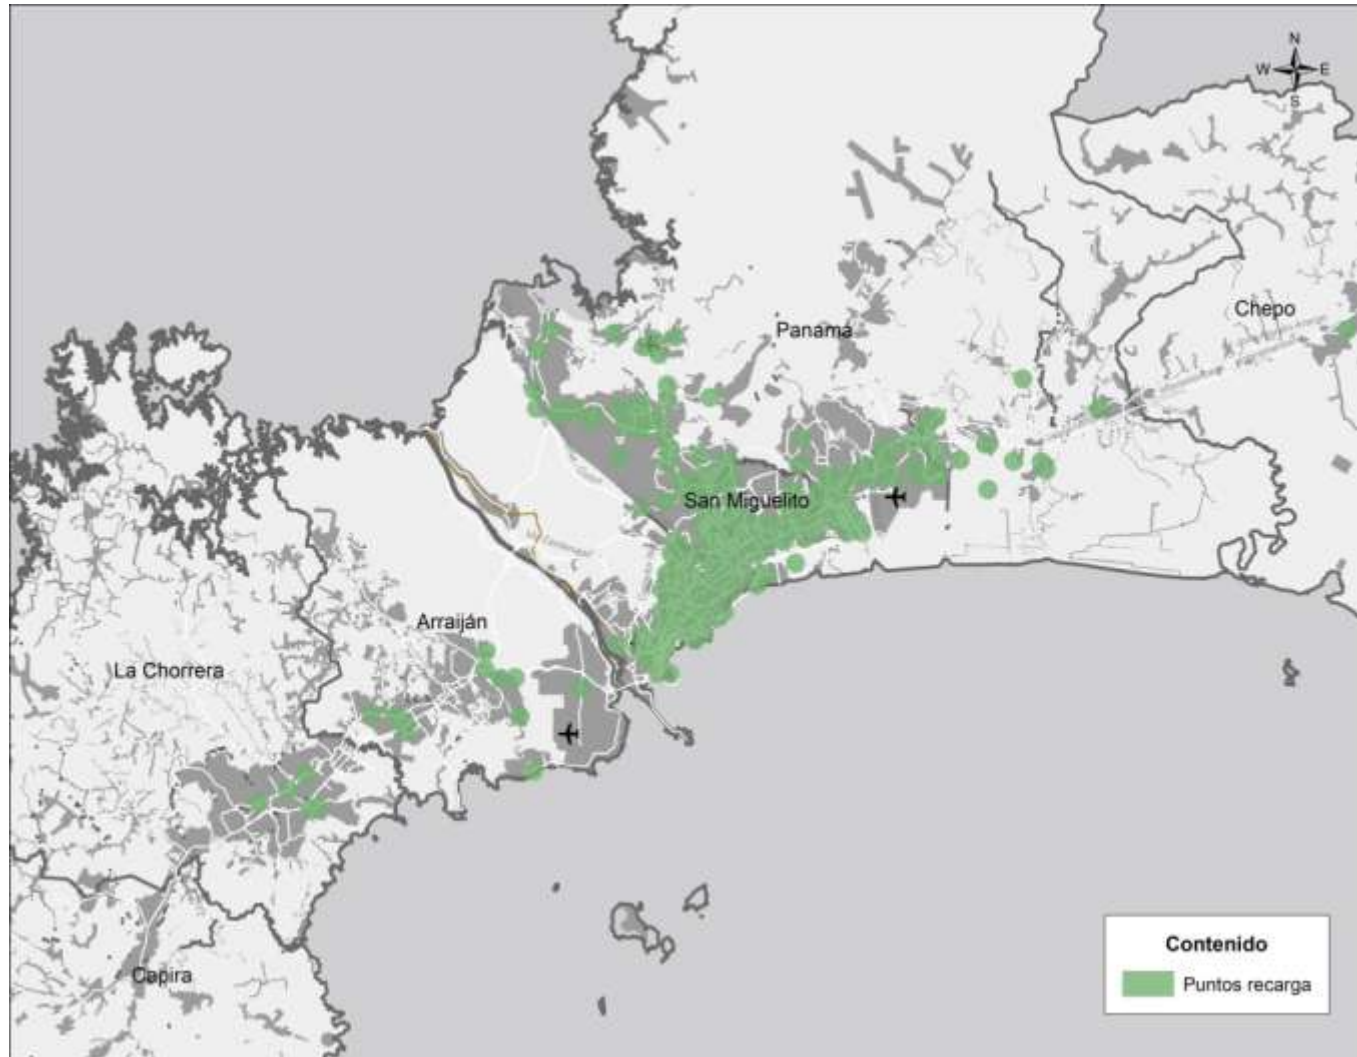 N
W E
S
Chepo
Panama
San Miguelito
Arraiján
La Chorrera
Capira
Contenido
Puntos recarga